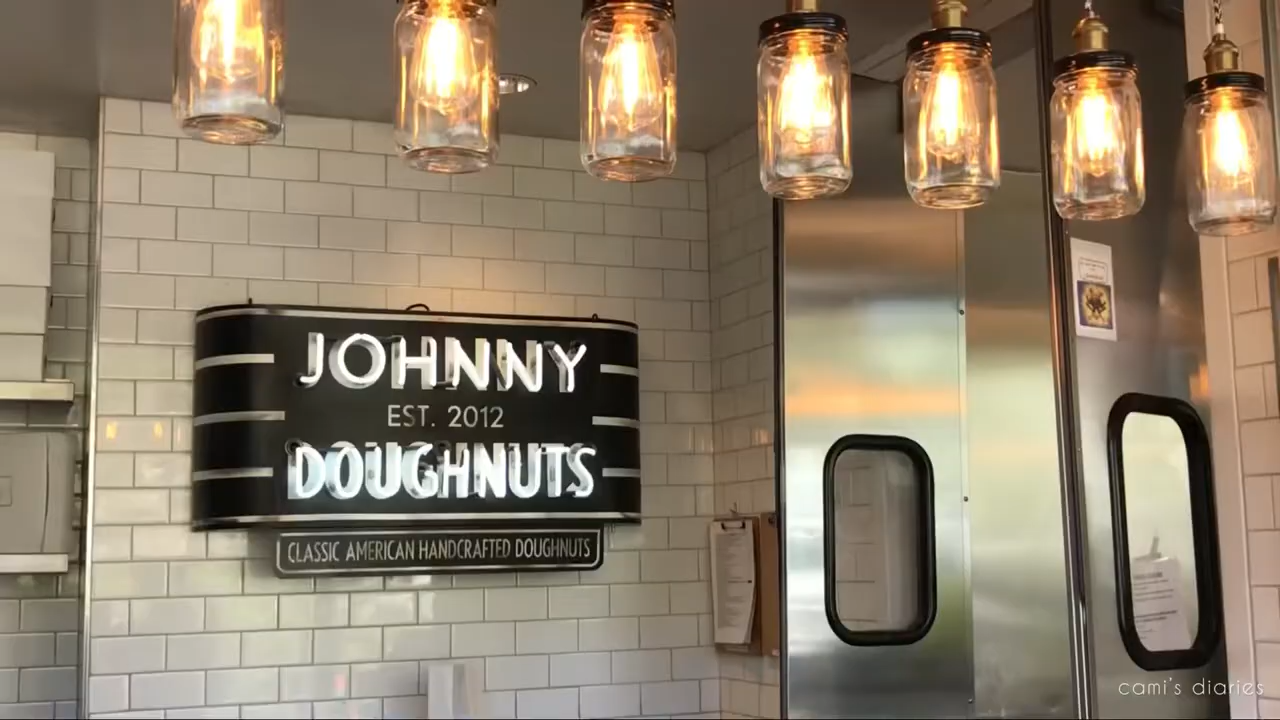 JOHNNY
EST. 2012
DOUGHNUTS
CLASSIC AMERICAN HANDCRAFTED DOUGHNUTS
cami's diaries